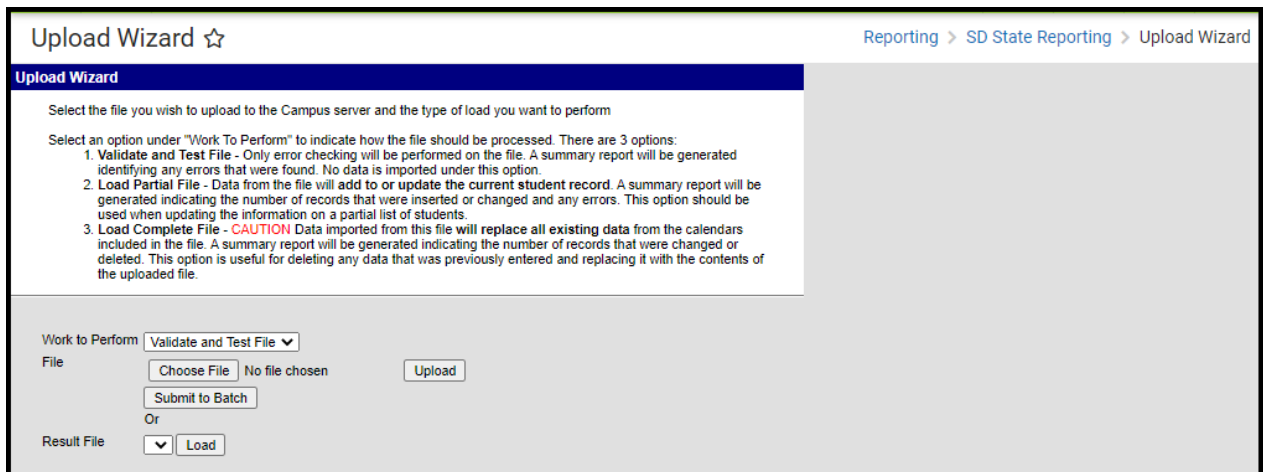 Upload Wizard ☆
Reporting > SD State Reporting > Upload Wizard
Upload Wizard
Select the file you wish to upload to the Campus server and the type of load you want to perform
Select an option under "Work To Perform" to indicate how the file should be processed. There are 3 options:
1. Validate and Test File - Only error checking will be performed on the file. A summary report will be generated
identifying any errors that were found. No data is imported under this option.
2. Load Partial File - Data from the file will add to or update the current student record. A summary report will be
generated indicating the number of records that were inserted or changed and any errors. This option should be
used when updating the information on a partial list of students.
3. Load Complete File - CAUTION Data imported from this file will replace all existing data from the calendars
included in the file. A summary report will be generated indicating the number of records that were changed or
deleted. This option is useful for deleting any data that was previously entered and replacing it with the contents of
the uploaded file.
Work to Perform Validate and Test File
File Choose File No file chosen Upload
Submit to Batch
Or
Result File Load